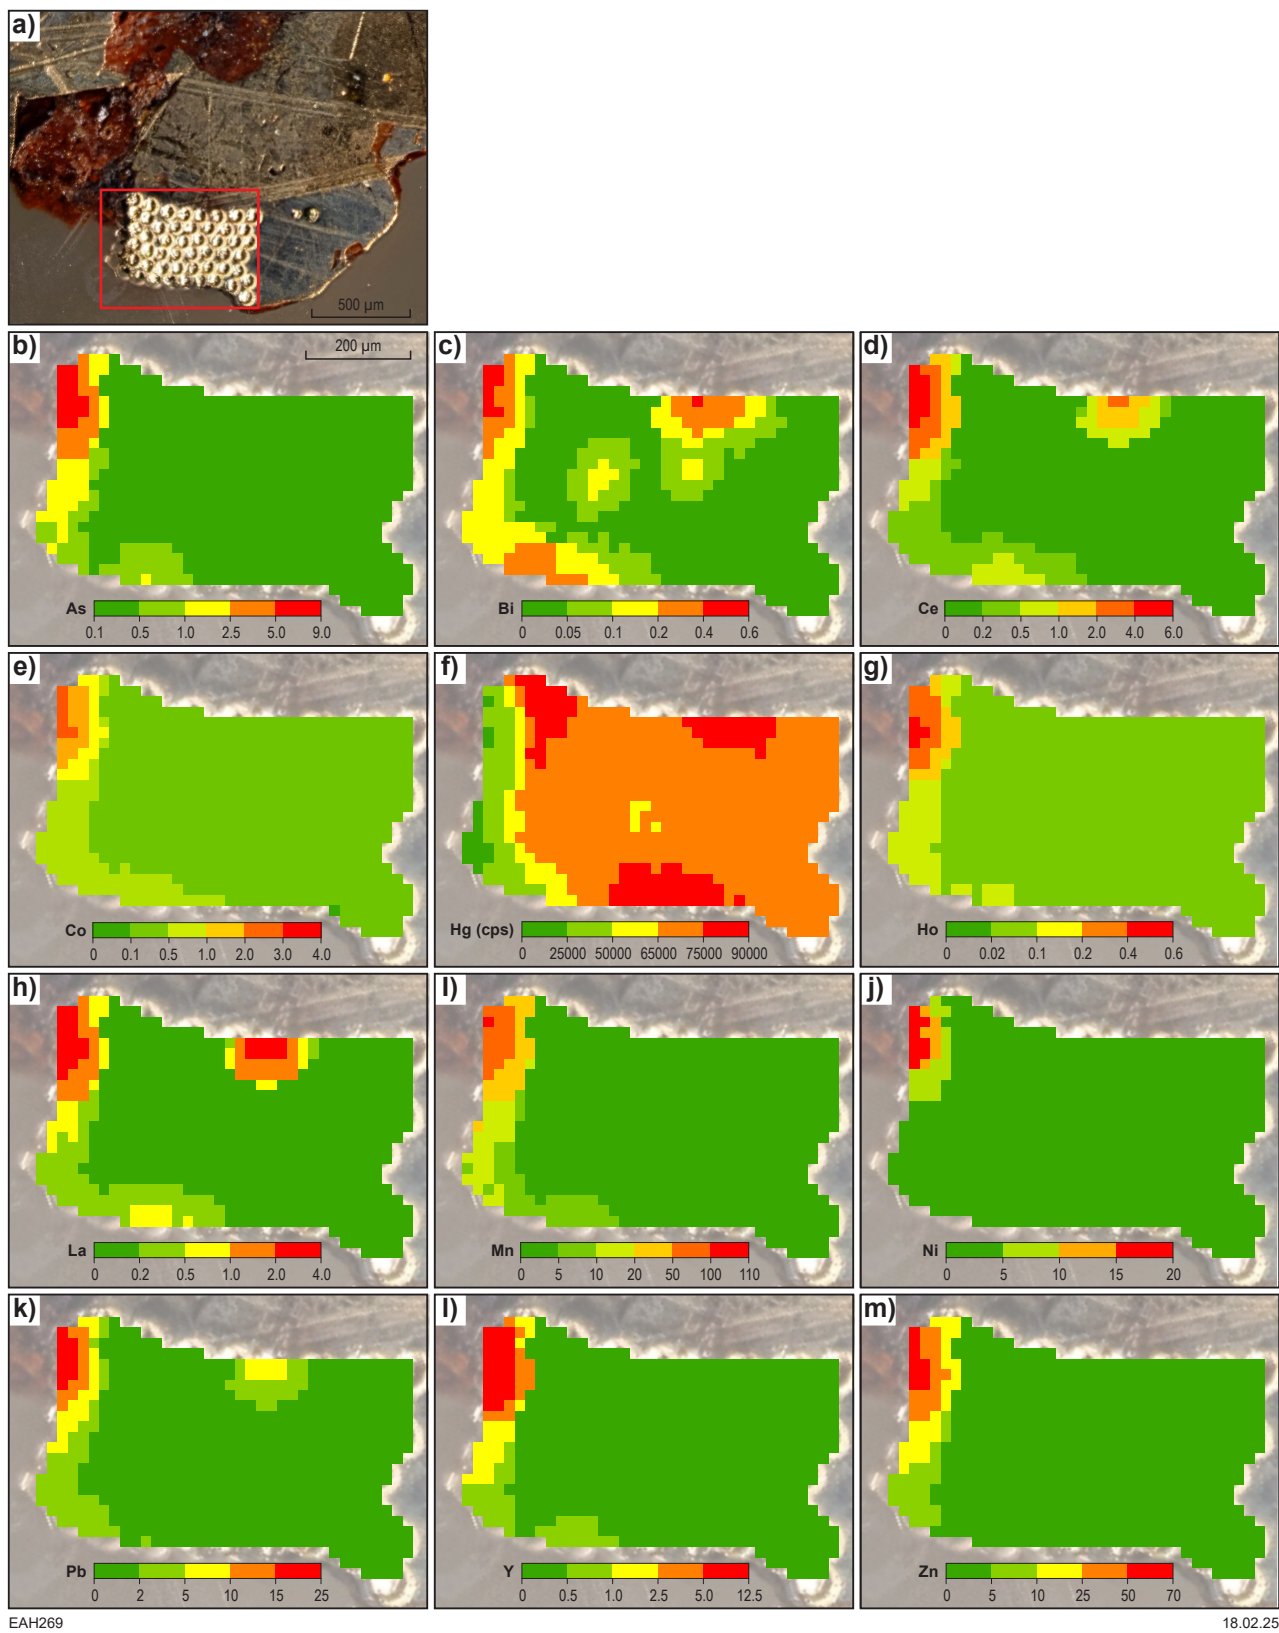 a)
500 µm
b)
200 µm
As
0.1 0.5 1.0 2.5 5.0 9.0
c)
Bi
0 0.05 0.1 0.2 0.4 0.6
d)
Ce
0 0.2 0.5 1.0 2.0 4.0 6.0
e)
Co
0 0.1 0.5 1.0 2.0 3.0 4.0
f)
Hg (cps)
0 25000 50000 65000 75000 90000
g)
Ho
0 0.02 0.1 0.2 0.4 0.6
h)
La
0 0.2 0.5 1.0 2.0 4.0
l)
Mn
0 5 10 20 50 100 110
j)
Ni
0 5 10 15 20
k)
Pb
0 2 5 10 15 25
l)
Y
0 0.5 1.0 2.5 5.0 12.5
m)
Zn
0 5 10 25 50 70
EAH269
18.02.25